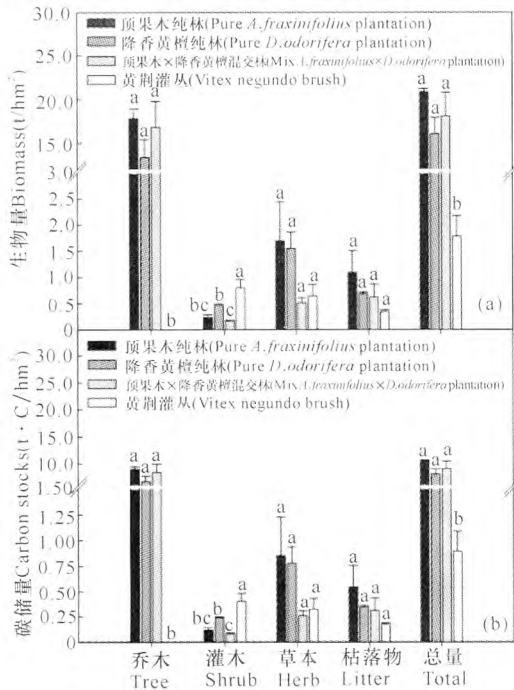 生物量Biomass(t/hm²)
30.0
25.0
20.0
15.0
3.0
2.5
2.0
1.5
1.0
0.5
0
顶果木纯林(Pure A.fraxinifolius plantation)
降香黄檀纯林(Pure D.odorifera plantation)
顶果木×降香黄檀混交林(Mix A.fraxinifolius×D.odorifera plantation)
黄荆灌丛(Vitex negundo brush)
a a a b
bc b c a
a a a a
a a a a
a a a b
(a)
碳储量Carbon stocks(t·C/hm²)
30.0
25.0
20.0
15.0
10.0
1.50
1.25
1.00
0.75
0.50
0.25
0
顶果木纯林(Pure A.fraxinifolius plantation)
降香黄檀纯林(Pure D.odorifera plantation)
顶果木×降香黄檀混交林(Mix A.fraxinifolius×D.odorifera plantation)
黄荆灌丛(Vitex negundo brush)
a a a b
bc b c a
a a a a
a a a a
a a a b
(b)
乔木 灌木 草本 枯落物 总量
Tree Shrub Herb Litter Total